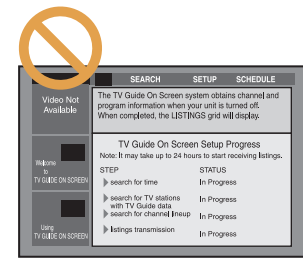 SEARCH SETUP SCHEDULE
Video Not
Available
The TV Guide On Screen system obtains channel and
program information when your unit is turned off.
When completed, the LISTINGS grid will display.
TV Guide On Screen Setup Progress
Note: It may take up to 24 hours to start receiving listings.
STEP STATUS
search for time In Progress
search for TV stations
with TV Guide data In Progress
search for channel lineup In Progress
listings transmission In Progress
Welcome
to
TV GUIDE ON SCREEN
Using
TV GUIDE ON SCREEN